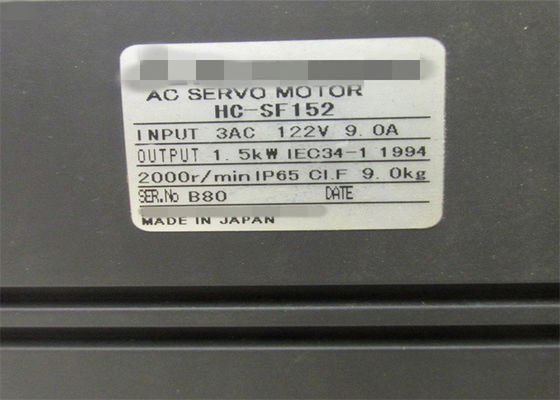 AC SERVO MOTOR
HC-SF152
INPUT 3AC 122V 9.0A
OUTPUT 1.5kW IEC34-1 1994
2000r/min IP65 CI.F 9.0kg
SER.No B80 DATE
MADE IN JAPAN